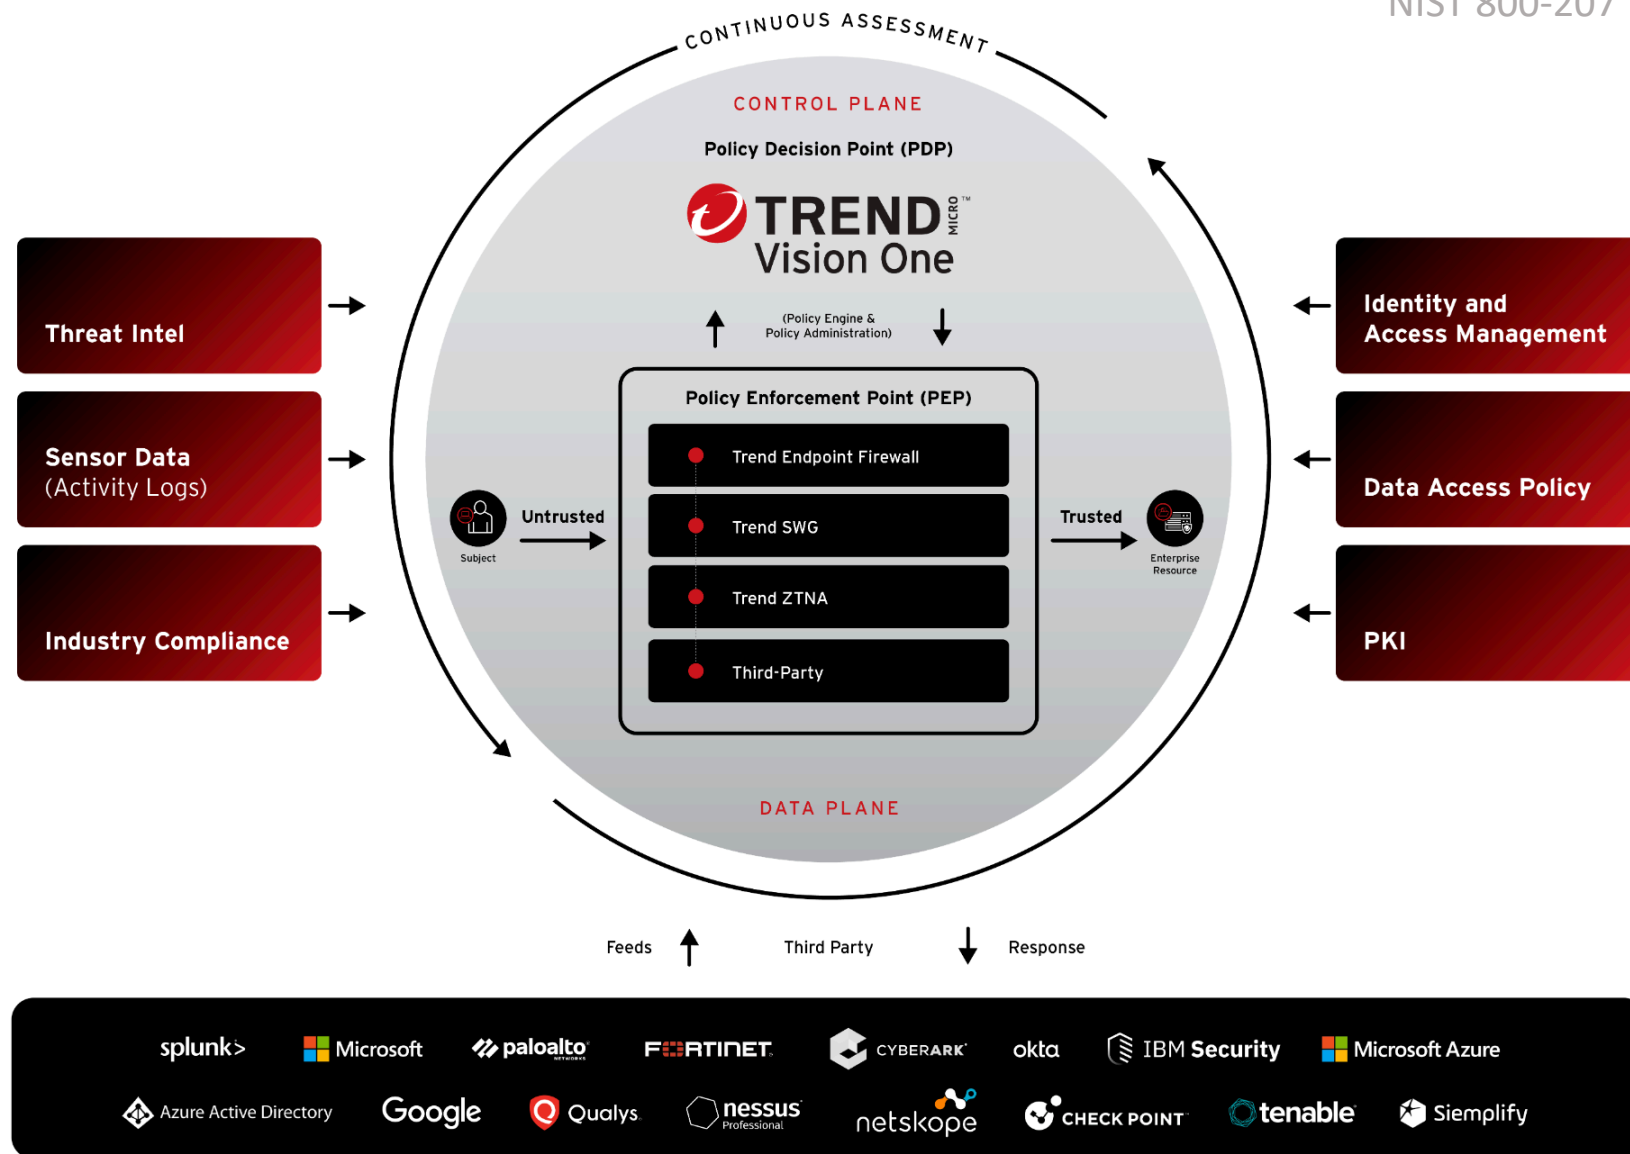 NIST 800-207
CONTINUOUS ASSESSMENT
CONTROL PLANE
Policy Decision Point (PDP)
TREND MICRO™
Vision One
(Policy Engine &
Policy Administration)
Threat Intel
Sensor Data
(Activity Logs)
Industry Compliance
Policy Enforcement Point (PEP)
Trend Endpoint Firewall
Trend SWG
Trend ZTNA
Third-Party
Subject
Untrusted
Trusted
Enterprise
Resource
DATA PLANE
Identity and
Access Management
Data Access Policy
PKI
Feeds
Third Party
Response
splunk>
Microsoft
paloalto
NETWORKS
FORTINET
CYBERARK
okta
IBM Security
Microsoft Azure
Azure Active Directory
Google
Qualys.
nessus
Professional
netskope
CHECK POINT
tenable
Siemplify